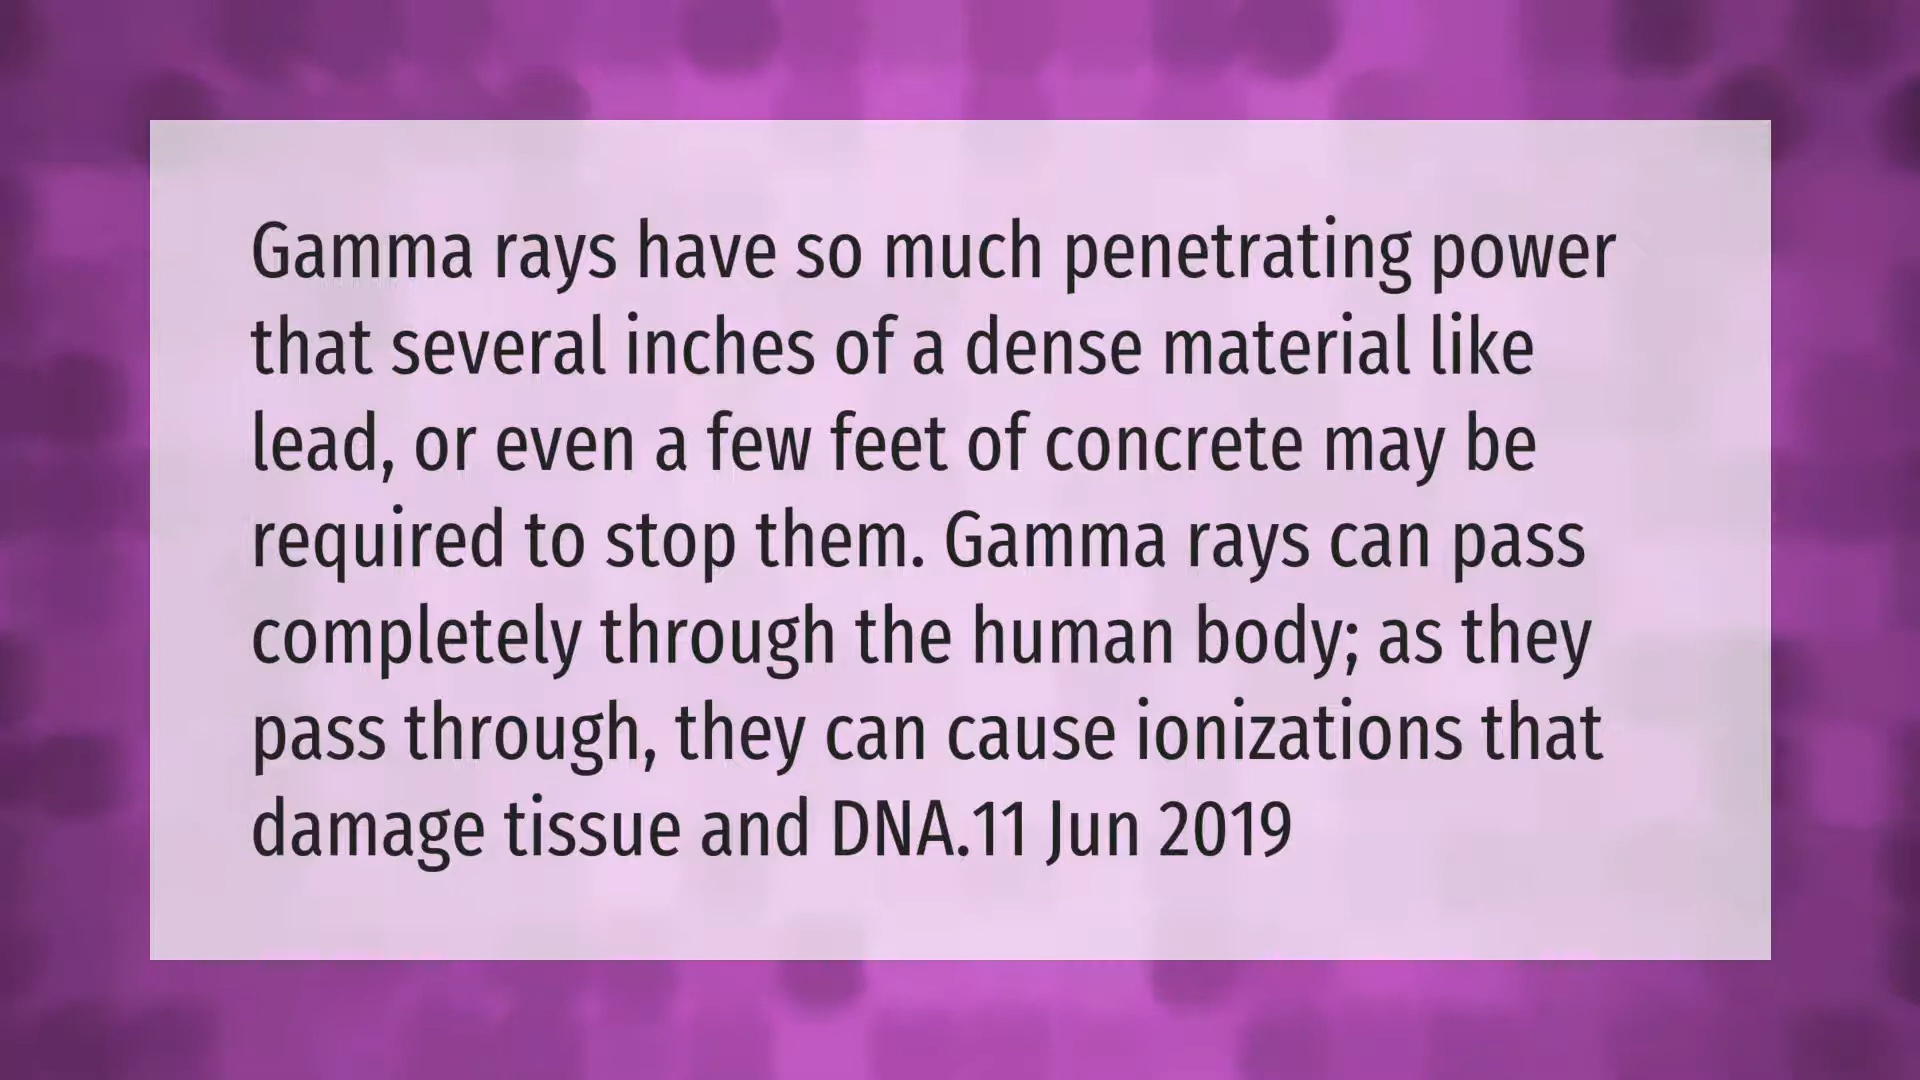 Gamma rays have so much penetrating power
that several inches of a dense material like
lead, or even a few feet of concrete may be
required to stop them. Gamma rays can pass
completely through the human body; as they
pass through, they can cause ionizations that
damage tissue and DNA.11 Jun 2019